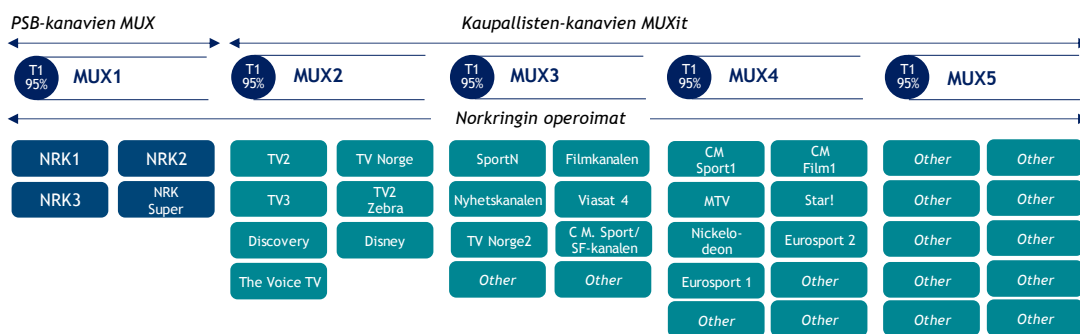 PSB-kanavien MUX
Kaupallisten-kanavien MUXit
T1
95%
MUX1
T1
95%
MUX2
T1
95%
MUX3
T1
95%
MUX4
T1
95%
MUX5
Norkringin operoimat
NRK1
NRK2
NRK3
NRK
Super
TV2
TV Norge
TV3
TV2
Zebra
Discovery
Disney
The Voice TV
SportN
Filmkanalen
Nyhetskanalen
Viasat 4
TV Norge2
C M. Sport/
SF-kanalen
Other
Other
CM
Sport1
CM
Film1
MTV
Star!
Nickelo-
deon
Eurosport 2
Eurosport 1
Other
Other
Other
Other
Other
Other
Other
Other
Other
Other
Other
Other
Other